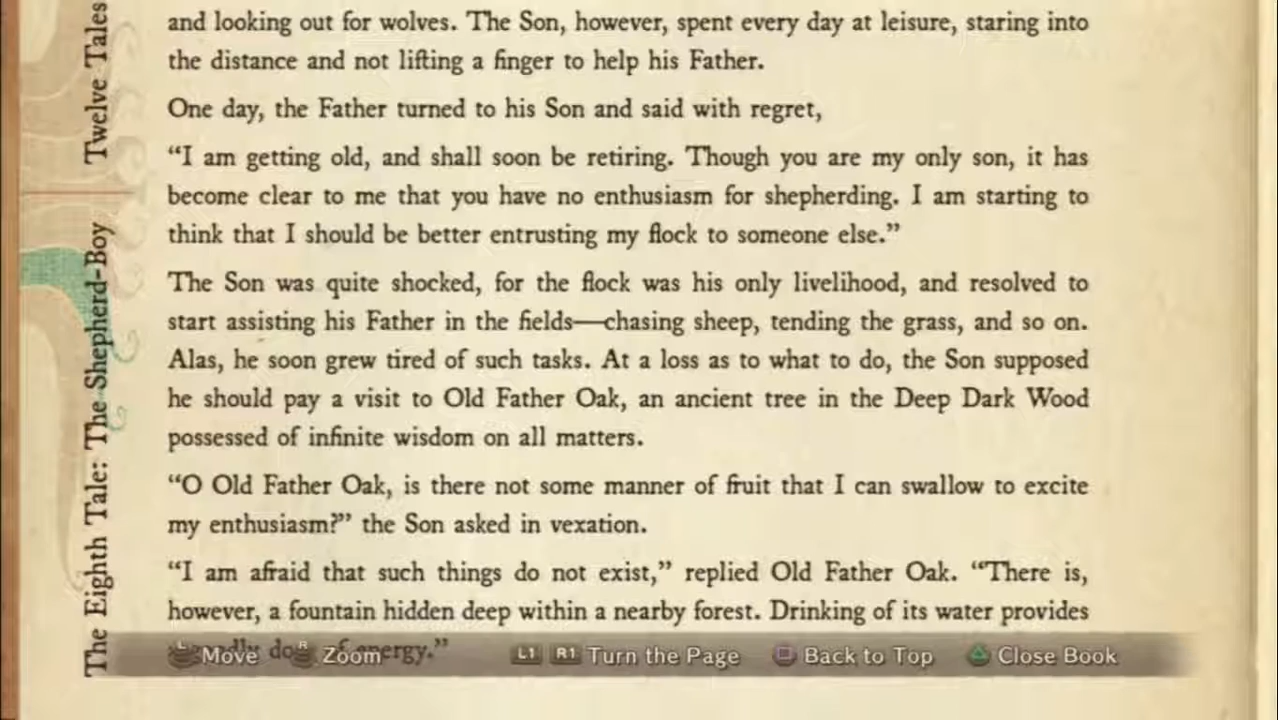 and looking out for wolves. The Son, however, spent every day at leisure, staring into
the distance and not lifting a finger to help his Father.
One day, the Father turned to his Son and said with regret,
“I am getting old, and shall soon be retiring. Though you are my only son, it has
become clear to me that you have no enthusiasm for shepherding. I am starting to
think that I should be better entrusting my flock to someone else.”
The Son was quite shocked, for the flock was his only livelihood, and resolved to
start assisting his Father in the fields—chasing sheep, tending the grass, and so on.
Alas, he soon grew tired of such tasks. At a loss as to what to do, the Son supposed
he should pay a visit to Old Father Oak, an ancient tree in the Deep Dark Wood
possessed of infinite wisdom on all matters.
“O Old Father Oak, is there not some manner of fruit that I can swallow to excite
my enthusiasm?” the Son asked in vexation.
“I am afraid that such things do not exist,” replied Old Father Oak. “There is,
however, a fountain hidden deep within a nearby forest. Drinking of its water provides
of energy.”
L Move R Zoom L1 R1 Turn the Page Back to Top Close Book
The Eighth Tale: The Shepherd-Boy Twelve Tales